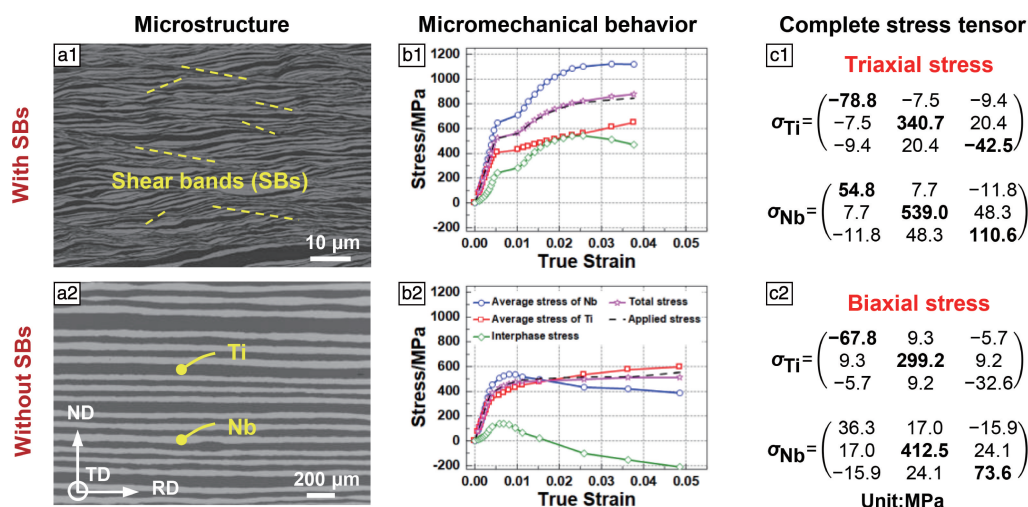 Microstructure
Micromechanical behavior
Complete stress tensor
With SBs
a1
Shear bands (SBs)
10 μm
b1
1200
1000
800
600
400
200
0
-200
Stress/MPa
0.00 0.01 0.02 0.03 0.04 0.05
True Strain
c1
Triaxial stress
σTi=
−78.8 −7.5 −9.4
−7.5 340.7 20.4
−9.4 20.4 −42.5
σNb=
54.8 7.7 −11.8
7.7 539.0 48.3
−11.8 48.3 110.6
Without SBs
a2
Ti
Nb
ND
TD
RD
200 μm
b2
1200
1000
800
600
400
200
0
-200
Stress/MPa
Average stress of Nb
Total stress
Average stress of Ti
Applied stress
Interphase stress
0.00 0.01 0.02 0.03 0.04 0.05
True Strain
c2
Biaxial stress
σTi=
−67.8 9.3 −5.7
9.3 299.2 9.2
−5.7 9.2 −32.6
σNb=
36.3 17.0 −15.9
17.0 412.5 24.1
−15.9 24.1 73.6
Unit:MPa